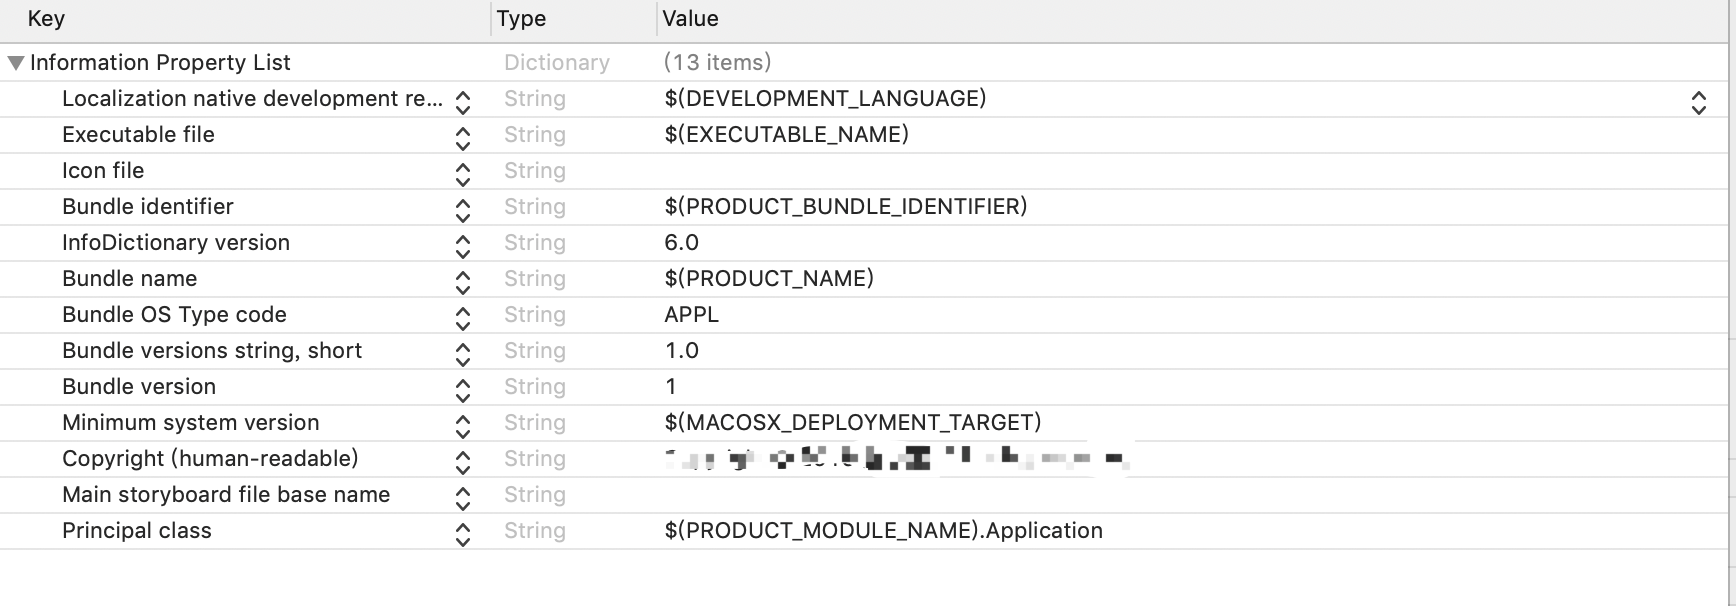 Key Type Value
Information Property List Dictionary (13 items)
Localization native development re... String $(DEVELOPMENT_LANGUAGE)
Executable file String $(EXECUTABLE_NAME)
Icon file String
Bundle identifier String $(PRODUCT_BUNDLE_IDENTIFIER)
InfoDictionary version String 6.0
Bundle name String $(PRODUCT_NAME)
Bundle OS Type code String APPL
Bundle versions string, short String 1.0
Bundle version String 1
Minimum system version String $(MACOSX_DEPLOYMENT_TARGET)
Copyright (human-readable) String
Main storyboard file base name String
Principal class String $(PRODUCT_MODULE_NAME).Application